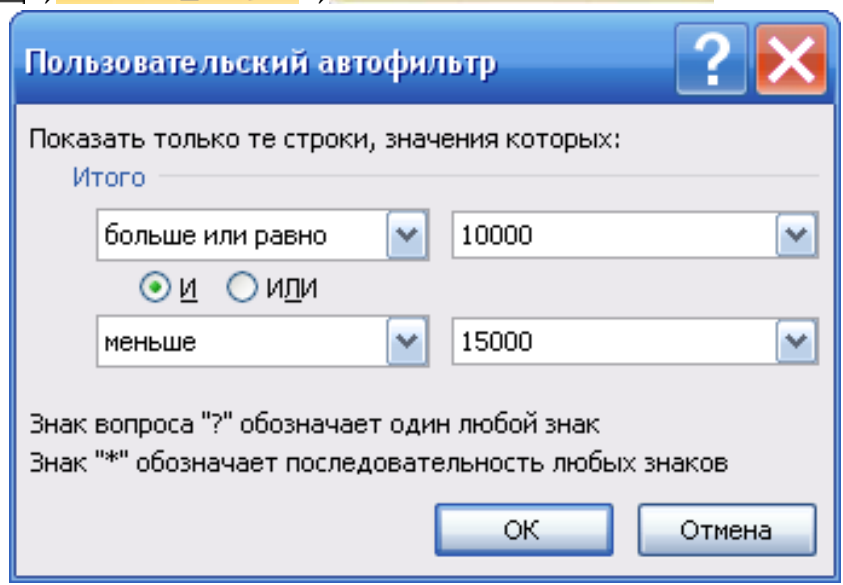 Пользовательский автофильтр
Показать только те строки, значения которых:
Итого
больше или равно 10000
И ИЛИ
меньше 15000
Знак вопроса "?" обозначает один любой знак
Знак "*" обозначает последовательность любых знаков
ОК Отмена